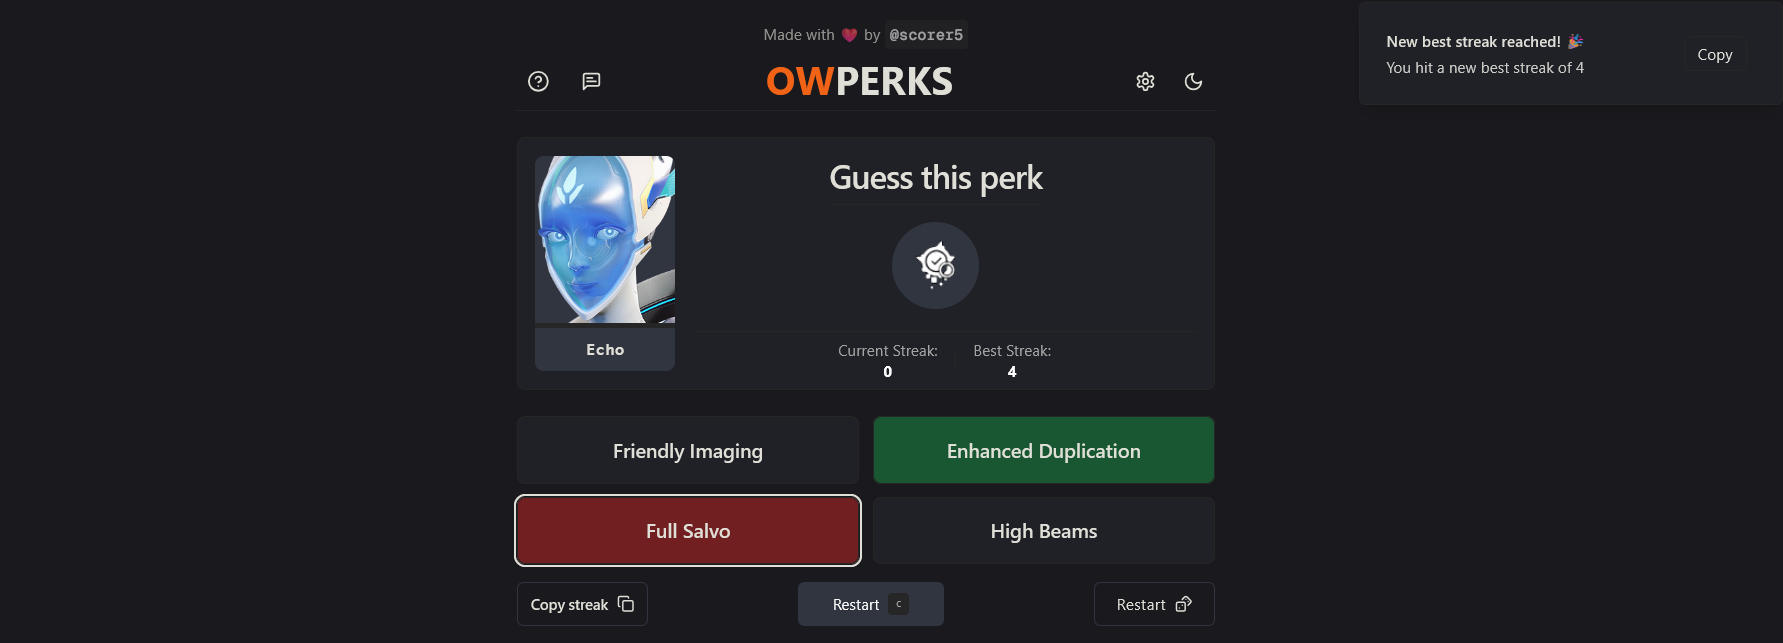 Made with by @scorer5
OWPERKS
New best streak reached!
You hit a new best streak of 4
Copy
Guess this perk
Echo
Current Streak:
0
Best Streak:
4
Friendly Imaging
Enhanced Duplication
Full Salvo
High Beams
Copy streak
Restart c
Restart